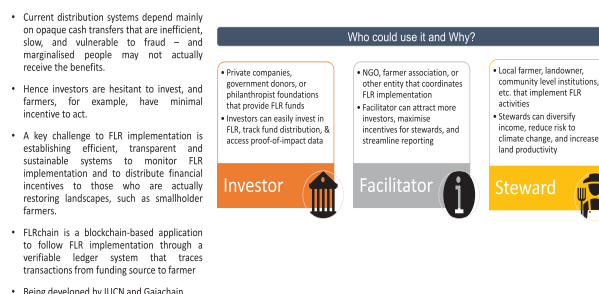 • Current distribution systems depend mainly
on opaque cash transfers that are inefficient,
slow, and vulnerable to fraud – and
marginalised people may not actually
receive the benefits.
• Hence investors are hesitant to invest, and
farmers, for example, have minimal
incentive to act.
• A key challenge to FLR implementation is
establishing efficient, transparent and
sustainable systems to monitor FLR
implementation and to distribute financial
incentives to those who are actually
restoring landscapes, such as smallholder
farmers.
• FLRchain is a blockchain-based application
to follow FLR implementation through a
verifiable ledger system that traces
transactions from funding source to farmer
• Being developed by IUCN and Gaiachain
Who could use it and Why?
• Private companies,
government donors, or
philanthropist foundations
that provide FLR funds
• Investors can easily invest in
FLR, track fund distribution, &
access proof-of-impact data
Investor
• NGO, farmer association, or
other entity that coordinates
FLR implementation
• Facilitator can attract more
investors, maximise
incentives for stewards, and
streamline reporting
Facilitator
• Local farmer, landowner,
community level institutions,
etc. that implement FLR
activities
• Stewards can diversify
income, reduce risk to
climate change, and increase
land productivity
Steward